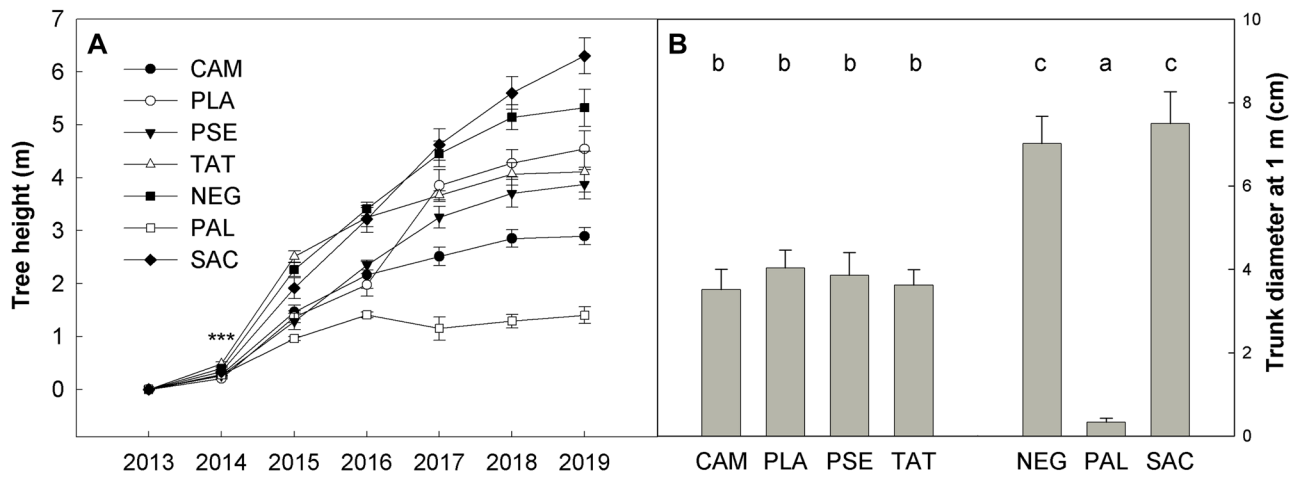 A
Tree height (m)
7
6
5
4
3
2
1
0
CAM
PLA
PSE
TAT
NEG
PAL
SAC
***
2013 2014 2015 2016 2017 2018 2019
B
b b b b c a c
10
8
6
4
2
0
Trunk diameter at 1 m (cm)
CAM PLA PSE TAT NEG PAL SAC